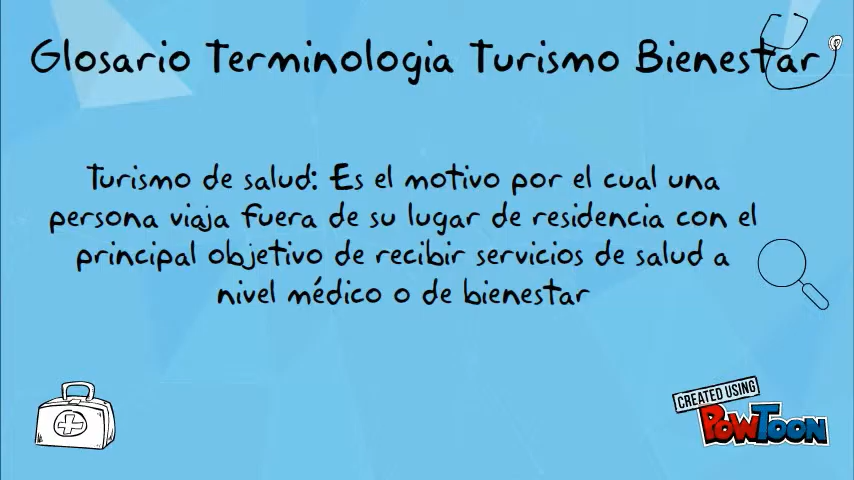 Glosario Terminologia Turismo Bienestar
Turismo de salud: Es el motivo por el cual una
persona viaja fuera de su lugar de residencia con el
principal objetivo de recibir servicios de salud a
nivel médico o de bienestar
CREATED USING
POWTOON